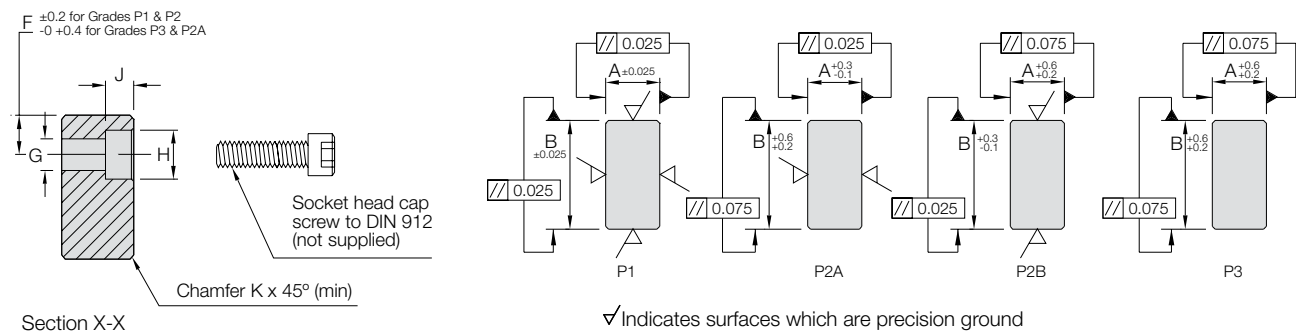 F ±0.2 for Grades P1 & P2
-0 +0.4 for Grades P3 & P2A
J
G
H
Socket head cap
screw to DIN 912
(not supplied)
Chamfer K x 45º (min)
Section X-X
// 0.025
A ±0.025
B
±0.025
// 0.025
P1
// 0.025
A +0.3
-0.1
B +0.6
+0.2
// 0.075
P2A
// 0.075
A +0.6
+0.2
B +0.3
-0.1
// 0.025
P2B
// 0.075
A +0.6
+0.2
B +0.6
+0.2
// 0.075
P3
Indicates surfaces which are precision ground